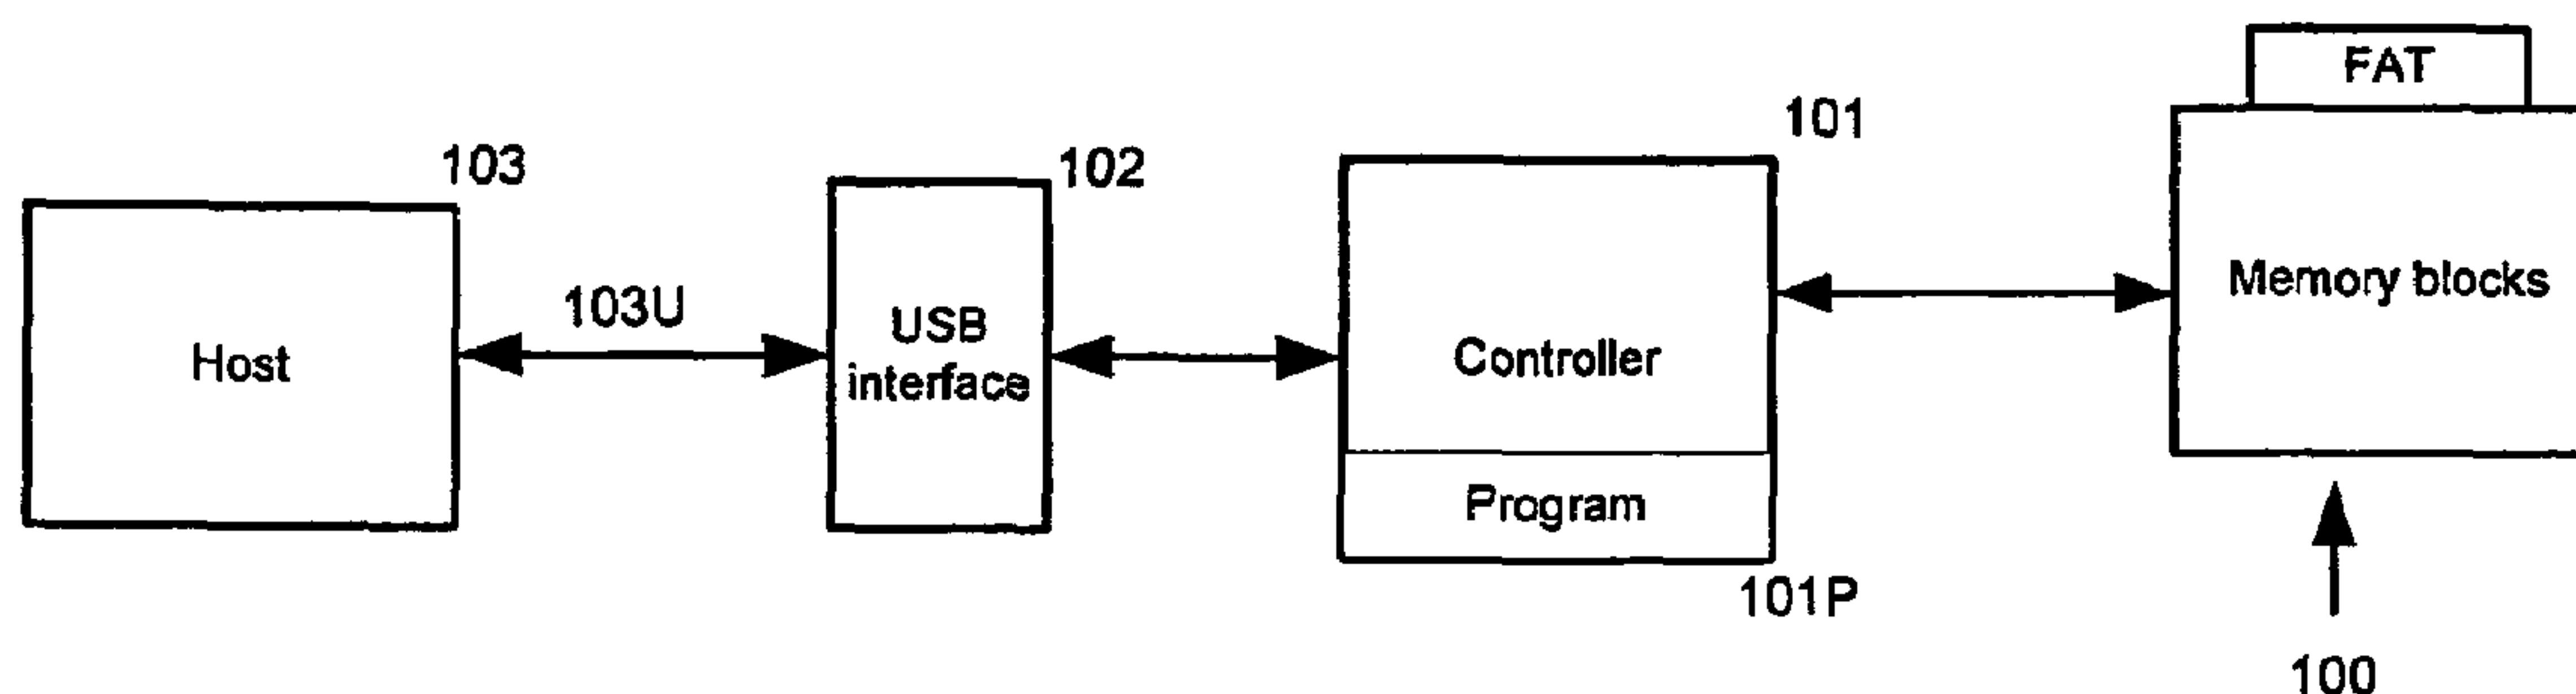 FAT
101
103
102
103U
Host
USB
interface
Controller
Memory blocks
Program
101P
100